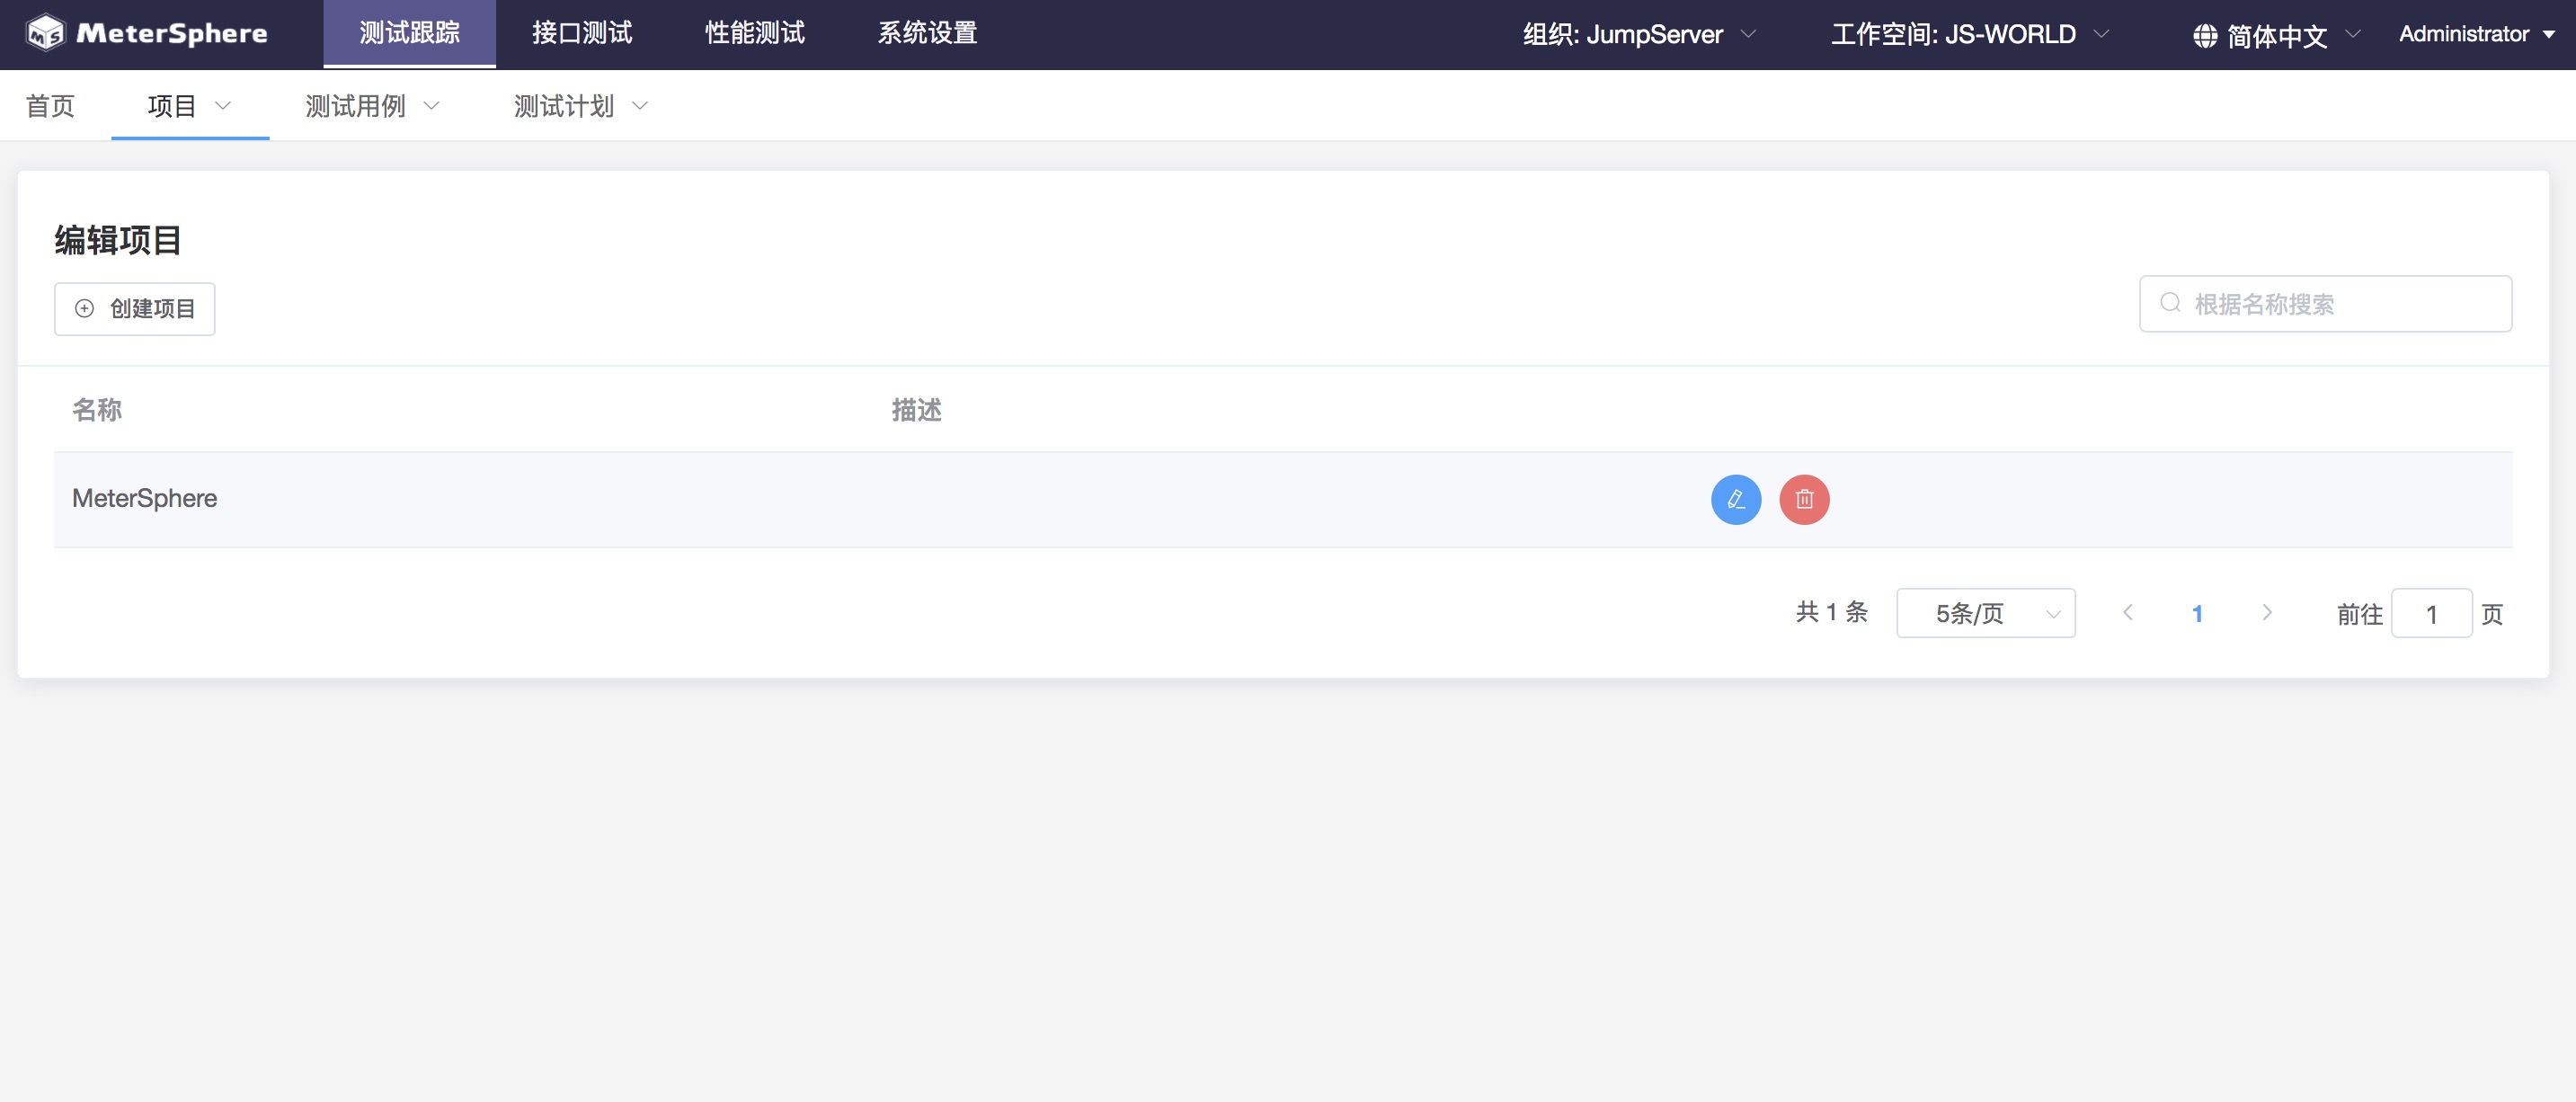 MS MeterSphere 测试跟踪 接口测试 性能测试 系统设置 组织: JumpServer 工作空间: JS-WORLD 简体中文 Administrator
首页 项目 测试用例 测试计划
编辑项目
创建项目 根据名称搜索
名称 描述
MeterSphere
共 1 条 5条/页 1 前往 1 页